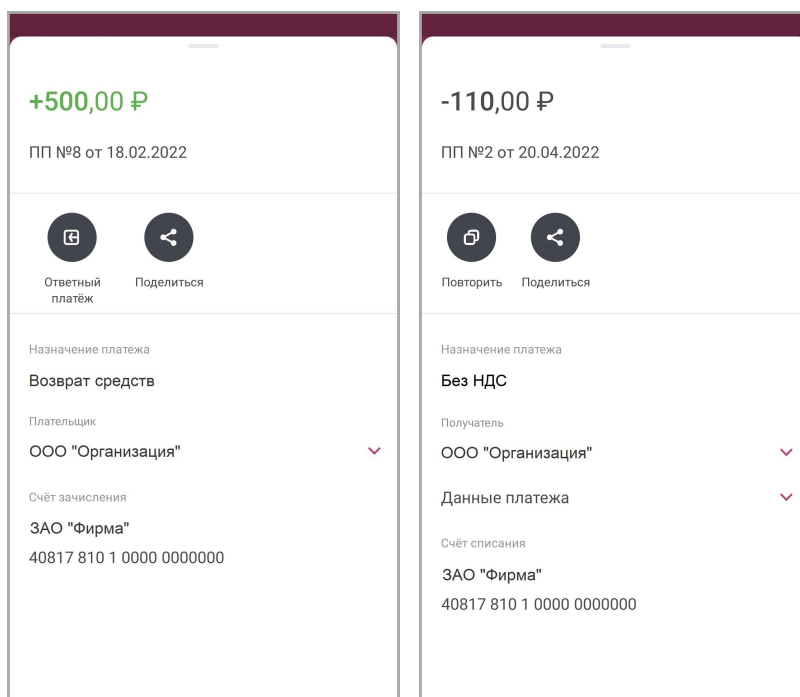 +500,00 ₽
ПП №8 от 18.02.2022
Ответный
платёж
Поделиться
Назначение платежа
Возврат средств
Плательщик
ООО "Организация"
Счёт зачисления
ЗАО "Фирма"
40817 810 1 0000 0000000
-110,00 ₽
ПП №2 от 20.04.2022
Повторить
Поделиться
Назначение платежа
Без НДС
Получатель
ООО "Организация"
Данные платежа
Счёт списания
ЗАО "Фирма"
40817 810 1 0000 0000000